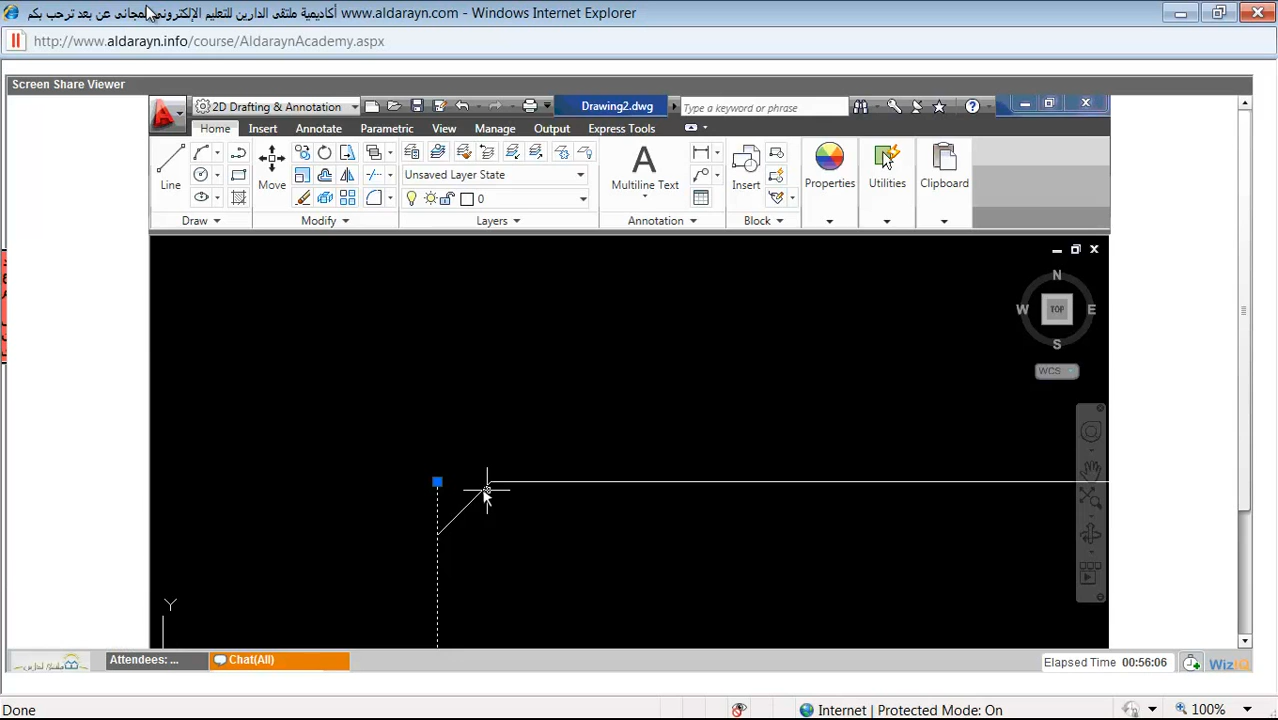 أكاديمية ملتقى الدارين للتعليم الإلكتروني المجانى عن بعد ترحب بكم www.aldarayn.com - Windows Internet Explorer
http://www.aldarayn.info/course/AldaraynAcademy.aspx
Screen Share Viewer
2D Drafting & Annotation
Drawing2.dwg
Type a keyword or phrase
Home Insert Annotate Parametric View Manage Output Express Tools
Line
Move
Unsaved Layer State
0
A
Multiline Text
Insert
Properties
Utilities
Clipboard
Draw
Modify
Layers
Annotation
Block
N
W
TOP
E
S
WCS
Y
Attendees: ...
Chat(All)
Elapsed Time 00:56:06
WizIQ
Done
Internet | Protected Mode: On
100%